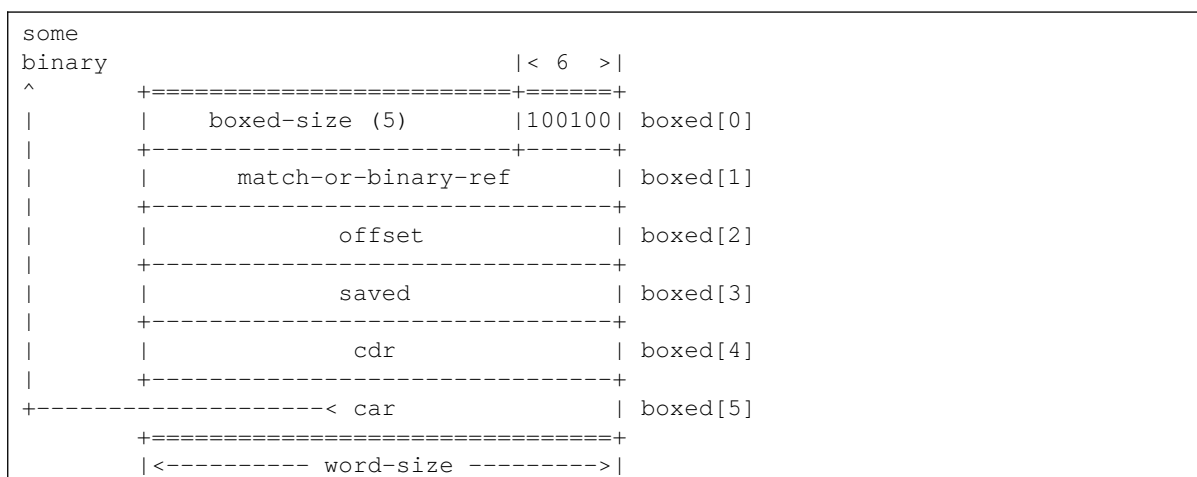 some
binary                            |< 6  >|
^       +=========================+======+
|       |    boxed-size (5)       |100100| boxed[0]
|       +-------------------------+------+
|       |      match-or-binary-ref       | boxed[1]
|       +--------------------------------+
|       |             offset             | boxed[2]
|       +--------------------------------+
|       |             saved              | boxed[3]
|       +--------------------------------+
|       |              cdr               | boxed[4]
|       +--------------------------------+
+--------------------< car               | boxed[5]
        +================================+
        |<---------- word-size --------->|